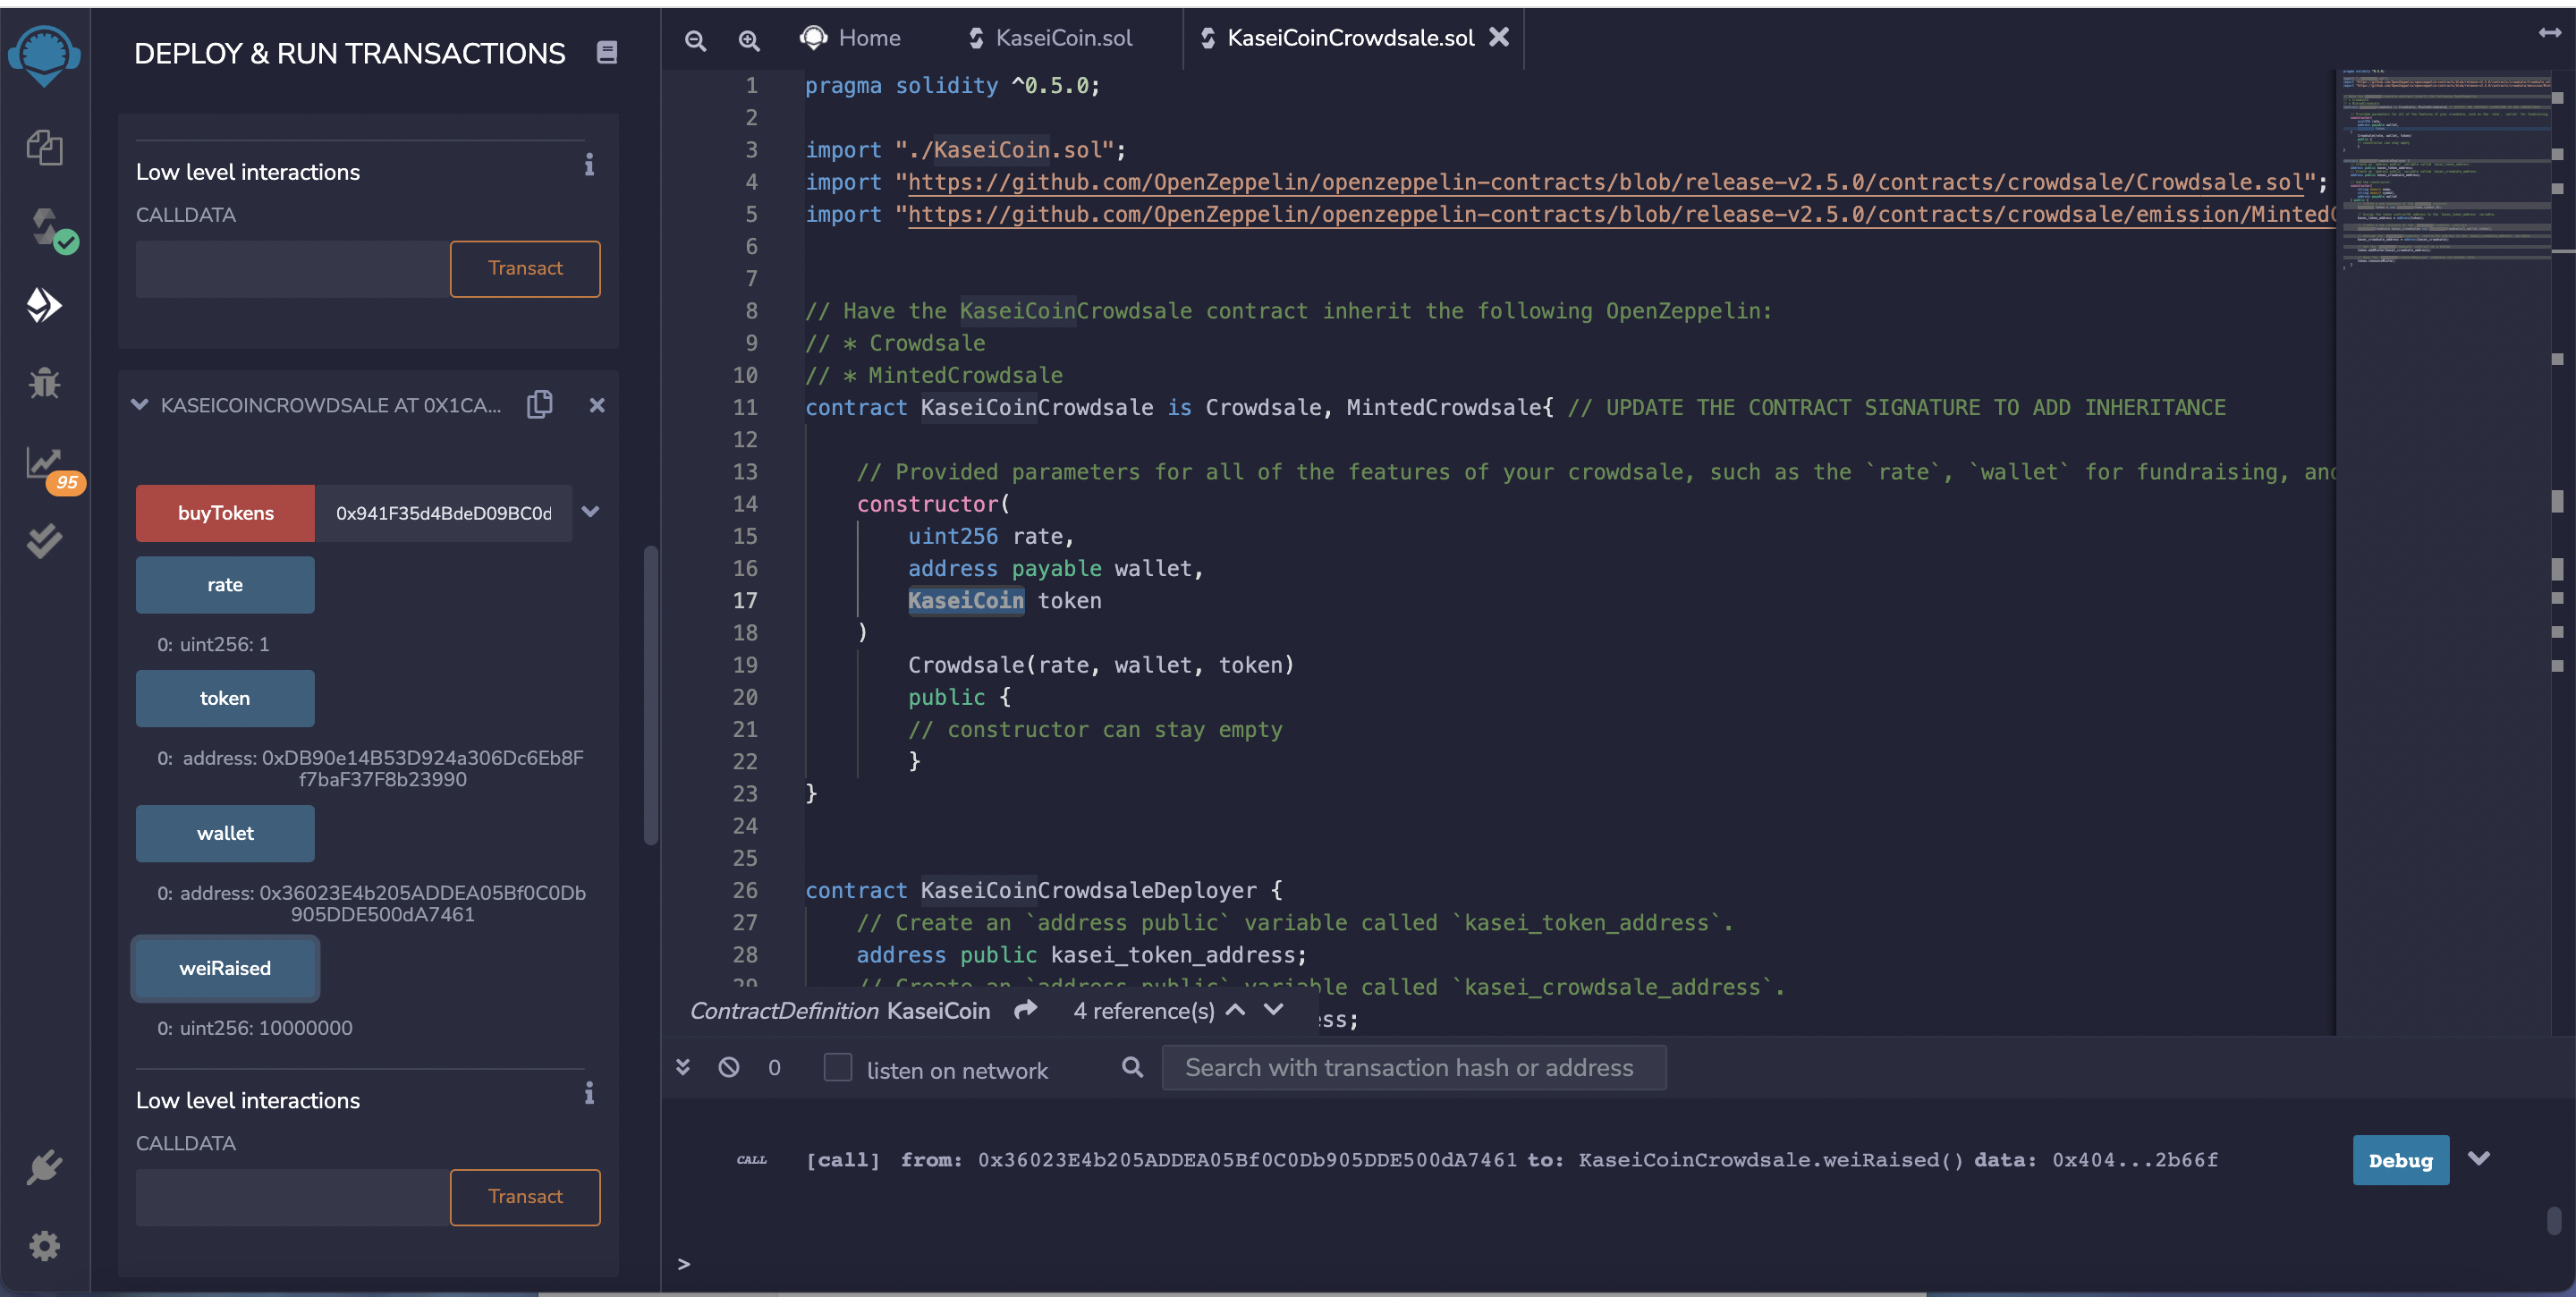 DEPLOY & RUN TRANSACTIONS
Low level interactions
CALLDATA
Transact
KASEICOINCROWDSALE AT 0X1CA...
95
buyTokens 0x941F35d4BdeD09BC0d
rate
0: uint256: 1
token
0: address: 0xDB90e14B53D924a306Dc6Eb8F
f7baF37F8b23990
wallet
0: address: 0x36023E4b205ADDEA05Bf0C0Db
905DDE500dA7461
weiRaised
0: uint256: 10000000
Low level interactions
CALLDATA
Transact
Home KaseiCoin.sol KaseiCoinCrowdsale.sol
1 pragma solidity ^0.5.0;
2
3 import "./KaseiCoin.sol";
4 import "https://github.com/OpenZeppelin/openzeppelin-contracts/blob/release-v2.5.0/contracts/crowdsale/Crowdsale.sol";
5 import "https://github.com/OpenZeppelin/openzeppelin-contracts/blob/release-v2.5.0/contracts/crowdsale/emission/Minted
6
7
8 // Have the KaseiCoinCrowdsale contract inherit the following OpenZeppelin:
9 // * Crowdsale
10 // * MintedCrowdsale
11 contract KaseiCoinCrowdsale is Crowdsale, MintedCrowdsale{ // UPDATE THE CONTRACT SIGNATURE TO ADD INHERITANCE
12
13 // Provided parameters for all of the features of your crowdsale, such as the `rate`, `wallet` for fundraising, and
14 constructor(
15 uint256 rate,
16 address payable wallet,
17 KaseiCoin token
18 )
19 Crowdsale(rate, wallet, token)
20 public {
21 // constructor can stay empty
22 }
23 }
24
25
26 contract KaseiCoinCrowdsaleDeployer {
27 // Create an `address public` variable called `kasei_token_address`.
28 address public kasei_token_address;
29 // Create an `address public` variable called `kasei_crowdsale_address`.
ContractDefinition KaseiCoin 4 reference(s) ess;
0 listen on network Search with transaction hash or address
CALL [call] from: 0x36023E4b205ADDEA05Bf0C0Db905DDE500dA7461 to: KaseiCoinCrowdsale.weiRaised() data: 0x404...2b66f Debug
>